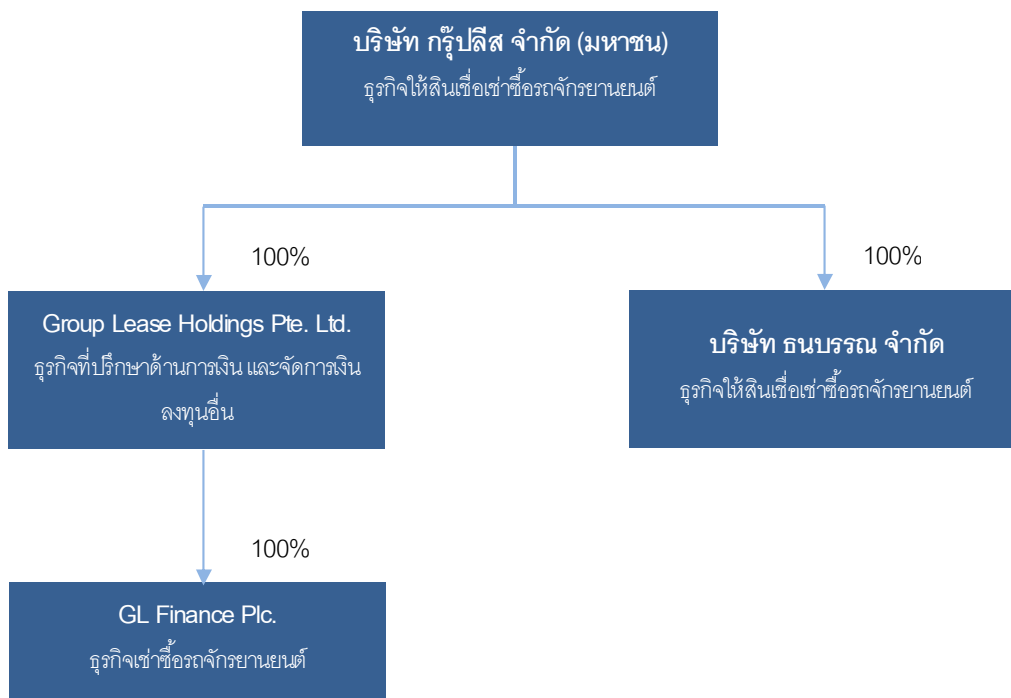 บริษัท กรุ๊ปลีส จำกัด (มหาชน)
ธุรกิจให้สินเชื่อเช่าซื้อรถจักรยานยนต์
100%
100%
Group Lease Holdings Pte. Ltd.
ธุรกิจที่ปรึกษาด้านการเงิน และจัดการเงิน
ลงทุนอื่น
บริษัท ธนบรรณ จำกัด
ธุรกิจให้สินเชื่อเช่าซื้อรถจักรยานยนต์
100%
GL Finance Plc.
ธุรกิจเช่าซื้อรถจักรยานยนต์